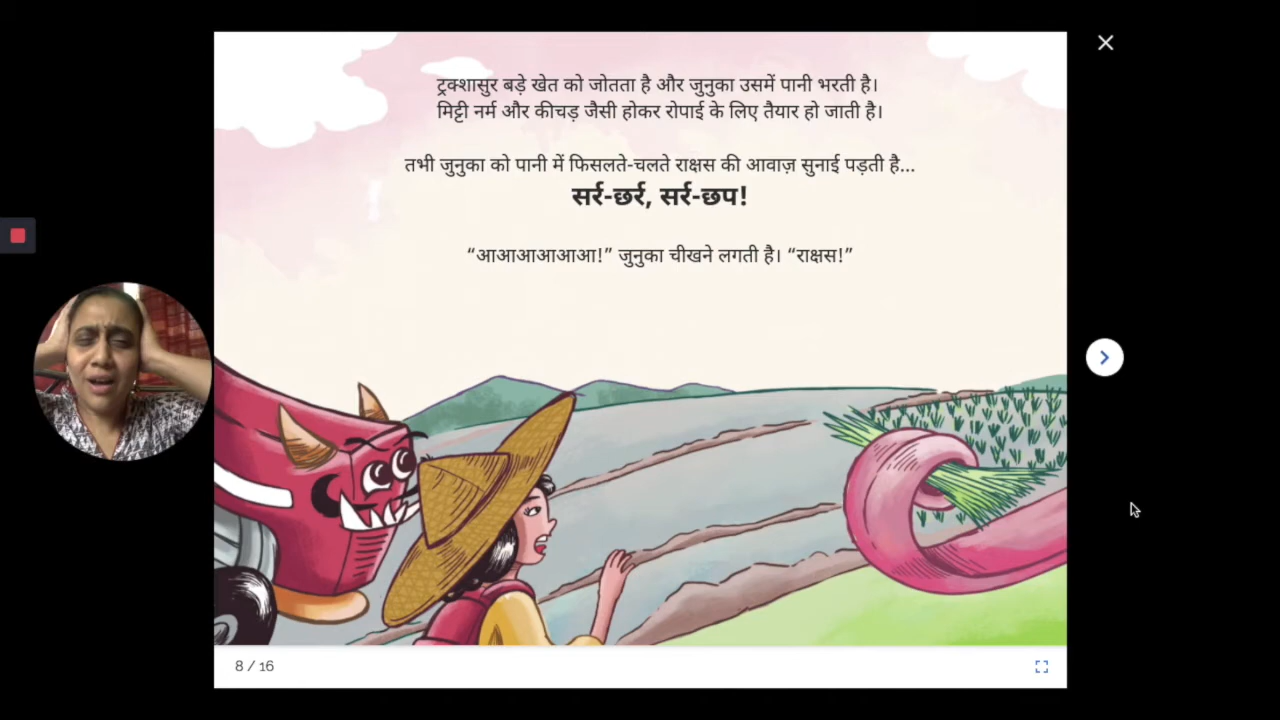 ट्रक्शासुर बड़े खेत को जोतता है और जुनुका उसमें पानी भरती है।
मिट्टी नर्म और कीचड़ जैसी होकर रोपाई के लिए तैयार हो जाती है।
तभी जुनुका को पानी में फिसलते-चलते राक्षस की आवाज़ सुनाई पड़ती है...
सर्र-छर्र, सर्र-छप!
“आआआआआआ!” जुनुका चीखने लगती है। “राक्षस!”
8 / 16